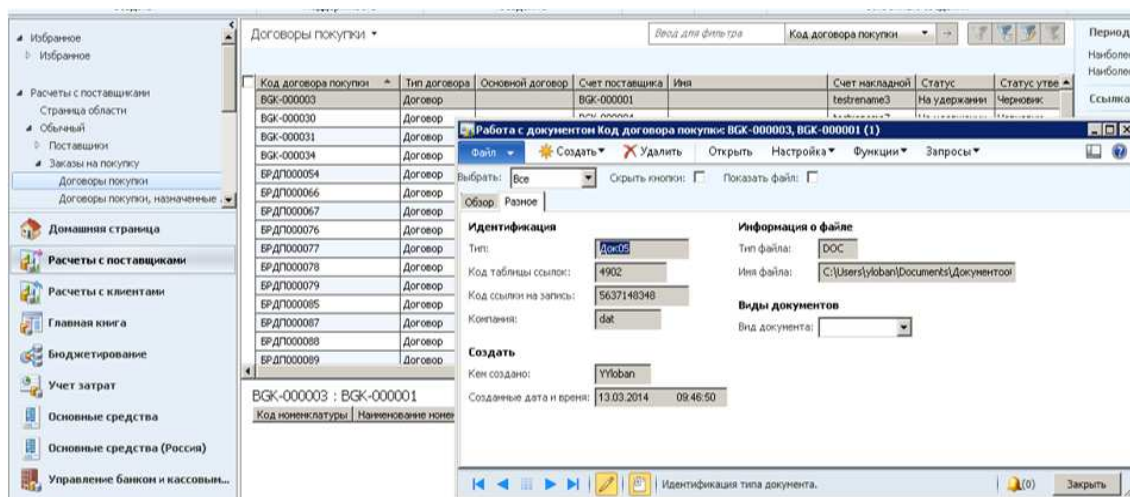 Договоры покупки
Ввод для фильтра
Код договора покупки
Избранное
Избранное
Расчеты с поставщиками
Страница области
Обычный
Поставщики
Заказы на покупку
Договоры покупки
Договоры покупки, назначенные
Домашняя страница
Расчеты с поставщиками
Расчеты с клиентами
Главная книга
Бюджетирование
Учет затрат
Основные средства
Основные средства (Россия)
Управление банком и кассовым...
Код договора покупки Тип договора Основной договор Счет поставщика Имя Счет накладной Статус Статус утве
BGK-000003 Договор BGK-000001 testrename3 На удержании Черновик
BGK-000030 Договор
BGK-000031 Договор
BGK-000034 Договор
БРДП000054 Договор
БРДП000066 Договор
БРДП000067 Договор
БРДП000076 Договор
БРДП000077 Договор
БРДП000078 Договор
БРДП000079 Договор
БРДП000085 Договор
БРДП000087 Договор
БРДП000088 Договор
БРДП000089 Договор
BGK-000003 : BGK-000001
Код номенклатуры Наименование номен
Период
Наиболе
Наиболе
Ссылка
Работа с документом Код договора покупки: BGK-000003, BGK-000001 (1)
Файл Создать Удалить Открыть Настройка Функции Запросы
Выбрать: Все Скрыть кнопки: Показать файл:
Обзор Разное
Идентификация
Тип: Док05
Код таблицы ссылок: 4902
Код ссылки на запись: 5637148348
Компания: dat
Создать
Кем создано: YYloban
Созданные дата и время: 13.03.2014 09:46:50
Информация о файле
Тип файла: DOC
Имя файла: C:\Users\yloban\Documents\Документооб
Виды документов
Вид документа:
Идентификация типа документа.
(0)
Закрыть